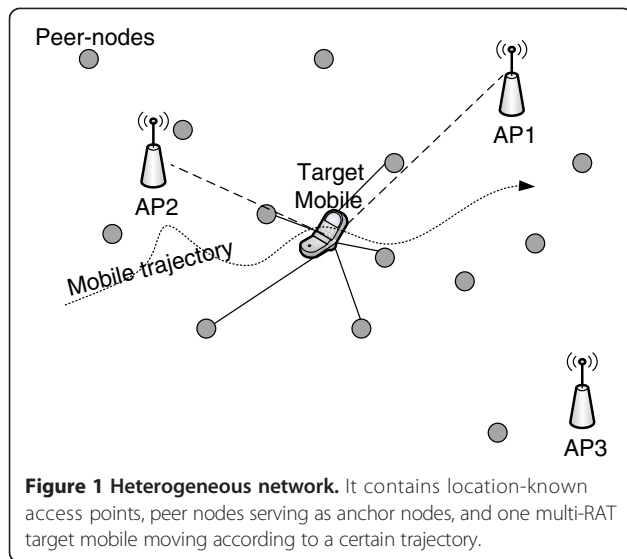 Peer-nodes
AP1
AP2
Target
Mobile
Mobile trajectory
AP3
Figure 1 Heterogeneous network. It contains location-known
access points, peer nodes serving as anchor nodes, and one multi-RAT
target mobile moving according to a certain trajectory.